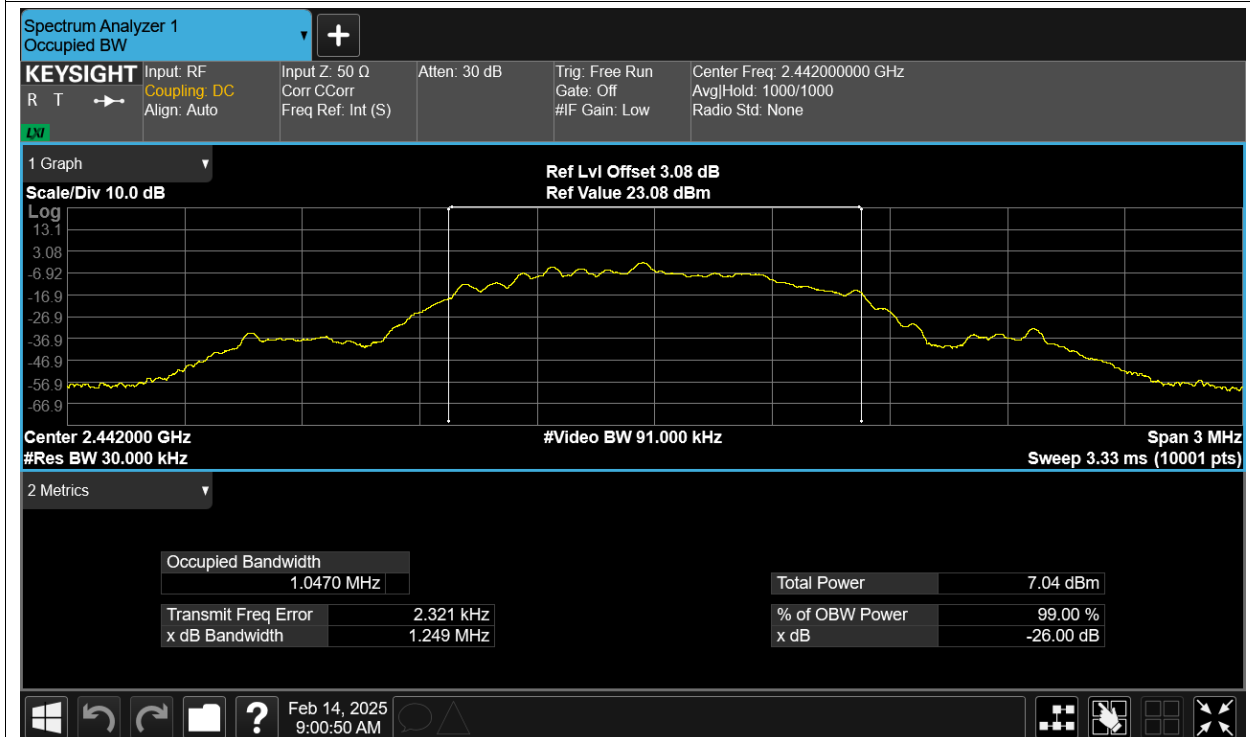 Spectrum Analyzer 1
Occupied BW
KEYSIGHT
R T
LXI
Input: RF
Coupling: DC
Align: Auto
Input Z: 50 Ω
Corr CCorr
Freq Ref: Int (S)
Atten: 30 dB
Trig: Free Run
Gate: Off
#IF Gain: Low
Center Freq: 2.442000000 GHz
Avg|Hold: 1000/1000
Radio Std: None
1 Graph
Scale/Div 10.0 dB
Ref Lvl Offset 3.08 dB
Ref Value 23.08 dBm
Log
13.1
3.08
-6.92
-16.9
-26.9
-36.9
-46.9
-56.9
-66.9
Center 2.442000 GHz
#Res BW 30.000 kHz
#Video BW 91.000 kHz
Span 3 MHz
Sweep 3.33 ms (10001 pts)
2 Metrics
Occupied Bandwidth
1.0470 MHz
Transmit Freq Error 2.321 kHz
x dB Bandwidth 1.249 MHz
Total Power 7.04 dBm
% of OBW Power 99.00 %
x dB -26.00 dB
?
Feb 14, 2025
9:00:50 AM